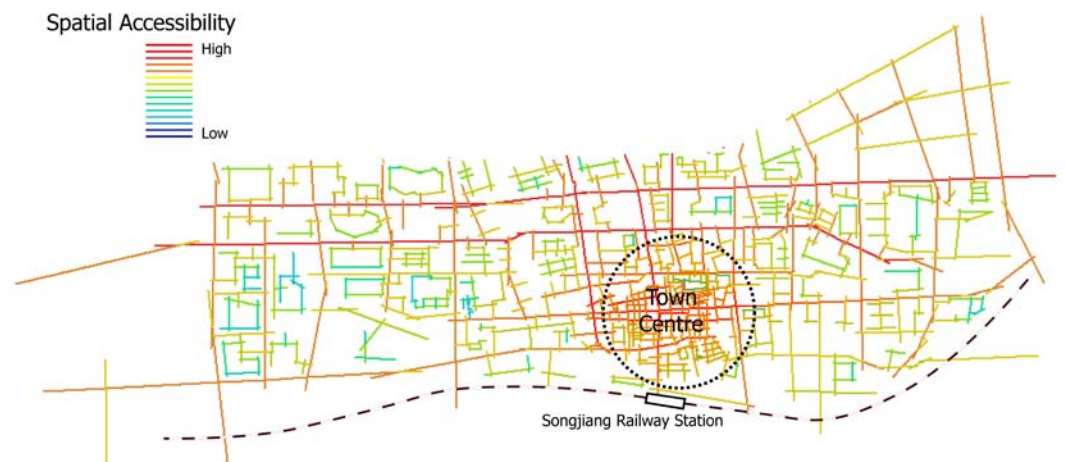 Spatial Accessibility
High
Low
Town
Centre
Songjiang Railway Station